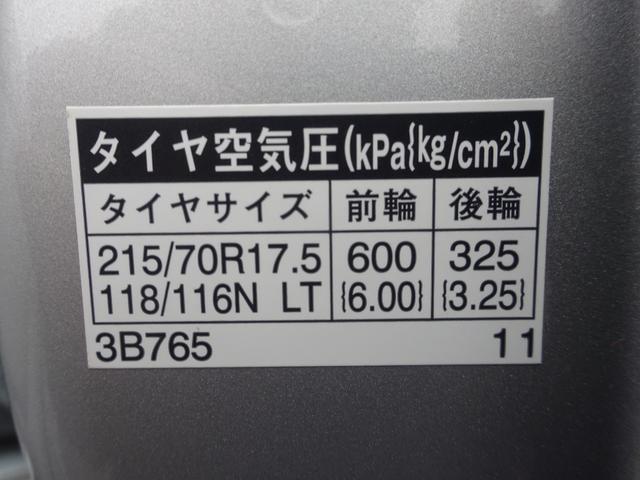 タイヤ空気圧(kPa{kg/cm²})
タイヤサイズ 前輪 後輪
215/70R17.5 600 325
118/116N LT {6.00} {3.25}
3B765 11